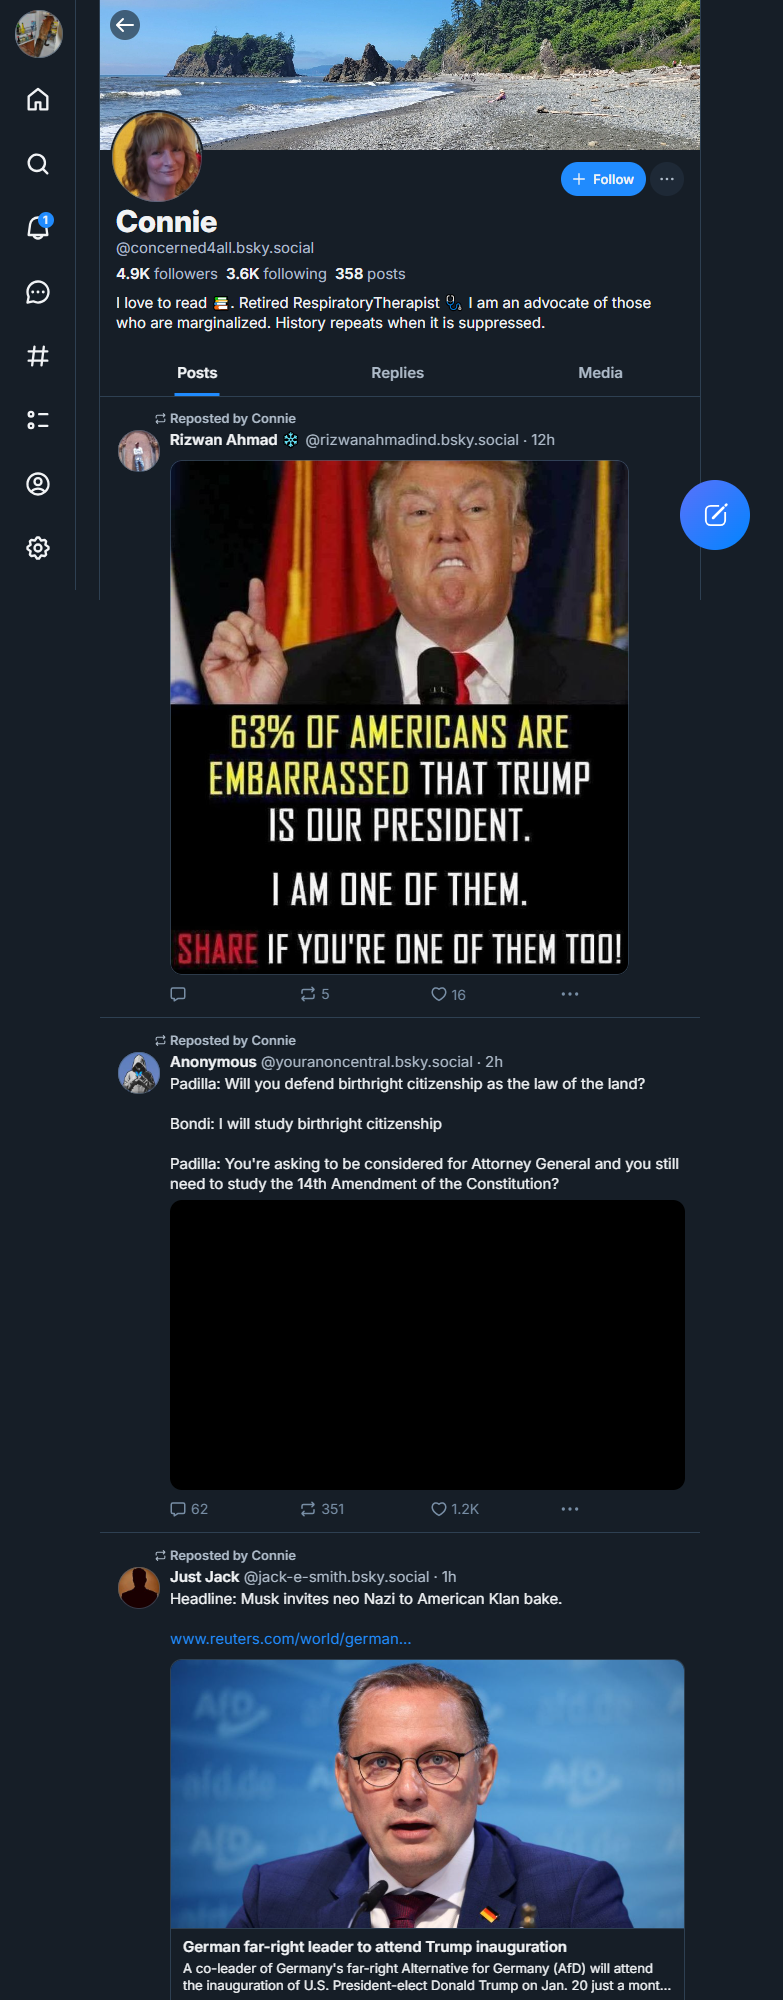 1
+ Follow
Connie
@concerned4all.bsky.social
4.9K followers 3.6K following 358 posts
I love to read 📚. Retired RespiratoryTherapist 🩺 I am an advocate of those
who are marginalized. History repeats when it is suppressed.
Posts Replies Media
Reposted by Connie
Rizwan Ahmad @rizwanahmadind.bsky.social · 12h
63% OF AMERICANS ARE
EMBARRASSED THAT TRUMP
IS OUR PRESIDENT.
I AM ONE OF THEM.
SHARE IF YOU'RE ONE OF THEM TOO!
5 16
Reposted by Connie
Anonymous @youranoncentral.bsky.social · 2h
Padilla: Will you defend birthright citizenship as the law of the land?
Bondi: I will study birthright citizenship
Padilla: You're asking to be considered for Attorney General and you still
need to study the 14th Amendment of the Constitution?
62 351 1.2K
Reposted by Connie
Just Jack @jack-e-smith.bsky.social · 1h
Headline: Musk invites neo Nazi to American Klan bake.
www.reuters.com/world/german...
AfD
afd.de
AfD
AfD
German far-right leader to attend Trump inauguration
A co-leader of Germany's far-right Alternative for Germany (AfD) will attend
the inauguration of U.S. President-elect Donald Trump on Jan. 20 just a mont...